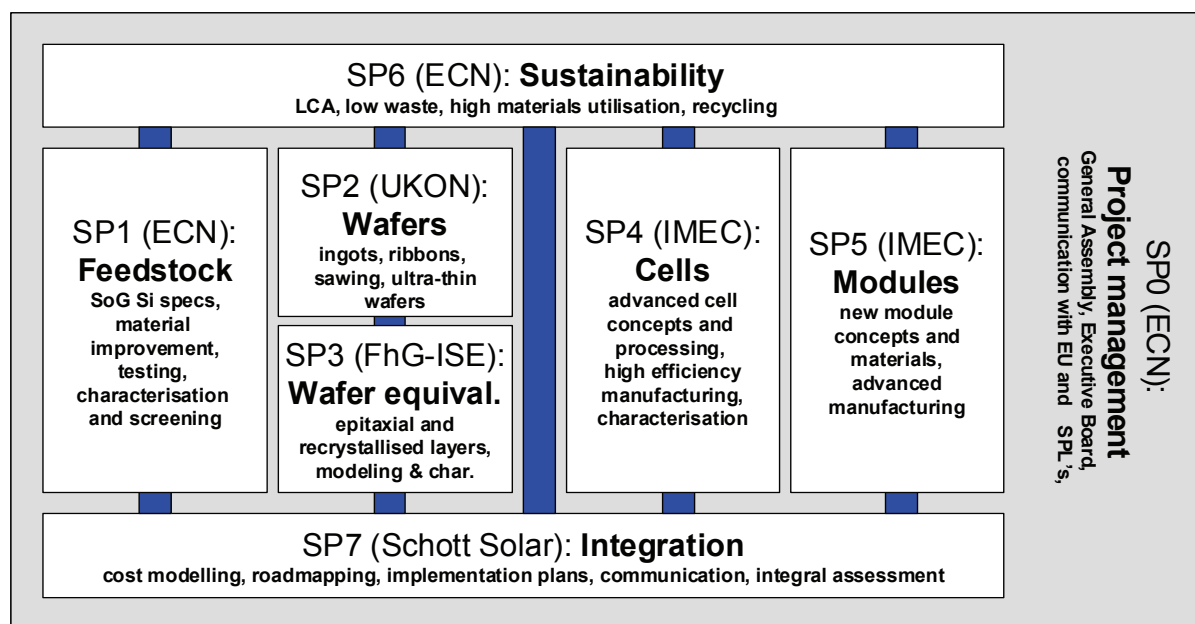 SP6 (ECN): Sustainability
LCA, low waste, high materials utilisation, recycling
SP1 (ECN):
Feedstock
SoG Si specs,
material
improvement,
testing,
characterisation
and screening
SP2 (UKON):
Wafers
ingots, ribbons,
sawing, ultra-thin
wafers
SP3 (FhG-ISE):
Wafer equival.
epitaxial and
recrystallised layers,
modeling & char.
SP4 (IMEC):
Cells
advanced cell
concepts and
processing,
high efficiency
manufacturing,
characterisation
SP5 (IMEC):
Modules
new module
concepts and
materials,
advanced
manufacturing
SP7 (Schott Solar): Integration
cost modelling, roadmapping, implementation plans, communication, integral assessment
SP0 (ECN):
Project management
General Assembly, Executive Board,
communication with EU and SPL's,